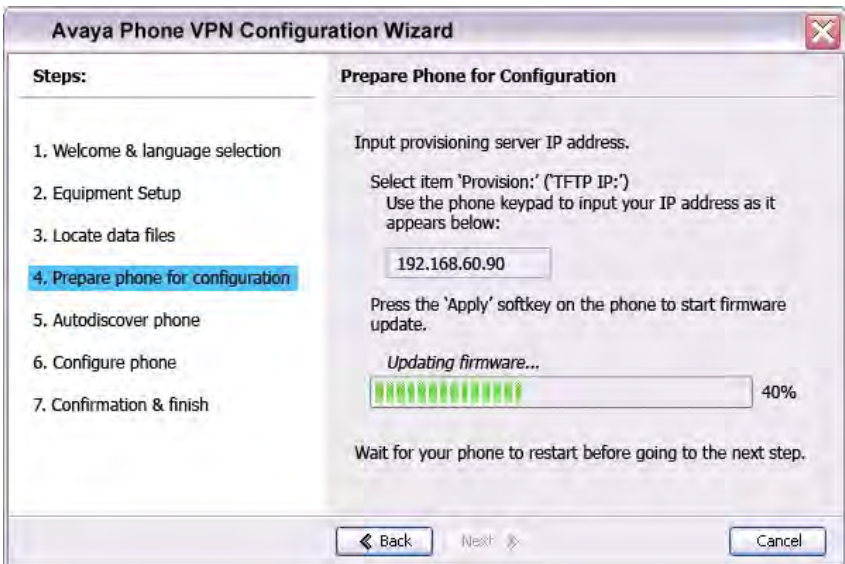 Avaya Phone VPN Configuration Wizard
Steps:
1. Welcome & language selection
2. Equipment Setup
3. Locate data files
4. Prepare phone for configuration
5. Autodiscover phone
6. Configure phone
7. Confirmation & finish
Prepare Phone for Configuration
Input provisioning server IP address.
Select item ‘Provision:’ (‘TFTP IP:’)
Use the phone keypad to input your IP address as it
appears below:
192.168.60.90
Press the ‘Apply’ softkey on the phone to start firmware
update.
Updating firmware...
40%
Wait for your phone to restart before going to the next step.
Back
Next
Cancel